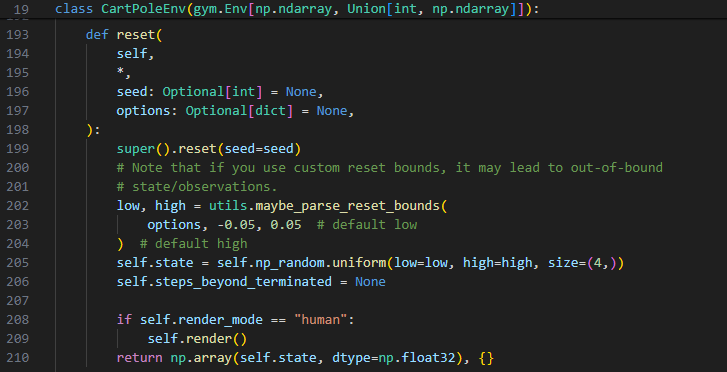 19 class CartPoleEnv(gym.Env[np.ndarray, Union[int, np.ndarray]]):
193     def reset(
194         self,
195         *,
196         seed: Optional[int] = None,
197         options: Optional[dict] = None,
198     ):
199         super().reset(seed=seed)
200         # Note that if you use custom reset bounds, it may lead to out-of-bound
201         # state/observations.
202         low, high = utils.maybe_parse_reset_bounds(
203             options, -0.05, 0.05  # default low
204         )  # default high
205         self.state = self.np_random.uniform(low=low, high=high, size=(4,))
206         self.steps_beyond_terminated = None
207
208         if self.render_mode == "human":
209             self.render()
210         return np.array(self.state, dtype=np.float32), {}